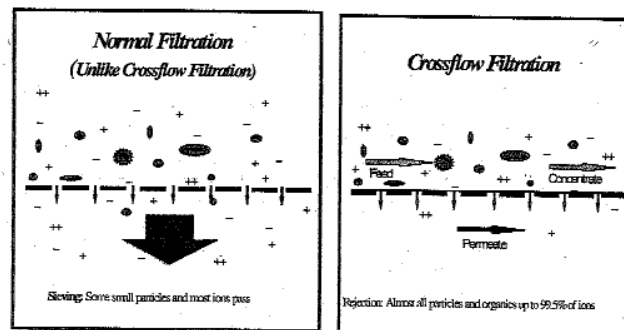 Normal Filtration
(Unlike Crossflow Filtration)
Sieving: Some small particles and most ions pass
Crossflow Filtration
Feed
Concentrate
Permeate
Rejection: Almost all particles and organics up to 99.5% of ions